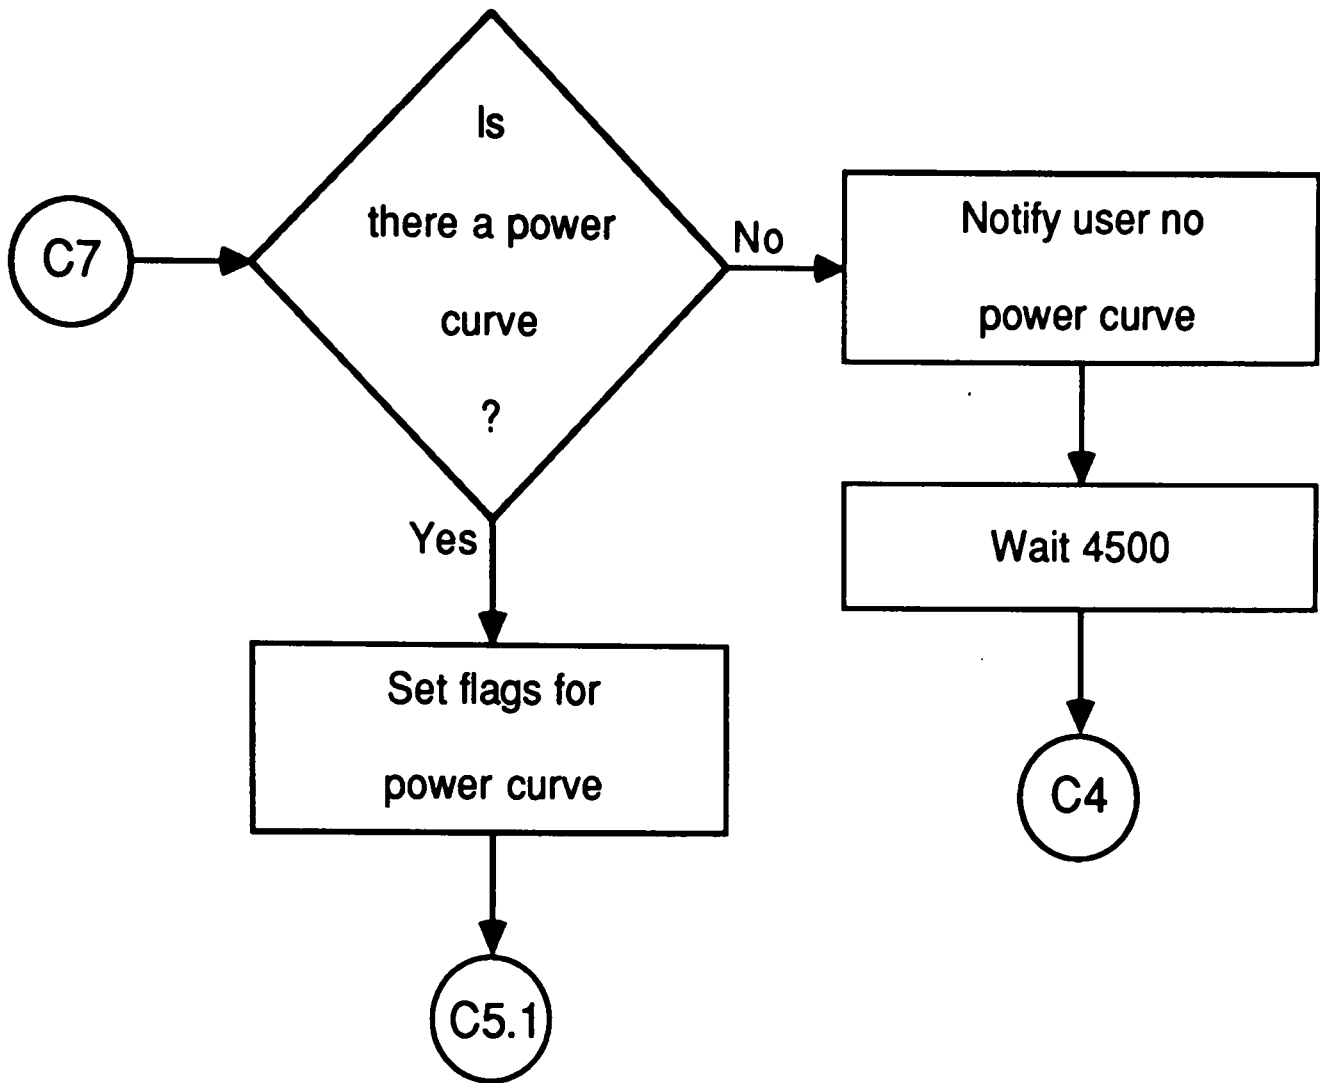 C7
Is
there a power
curve
?
No
Notify user no
power curve
Wait 4500
C4
Yes
Set flags for
power curve
C5.1